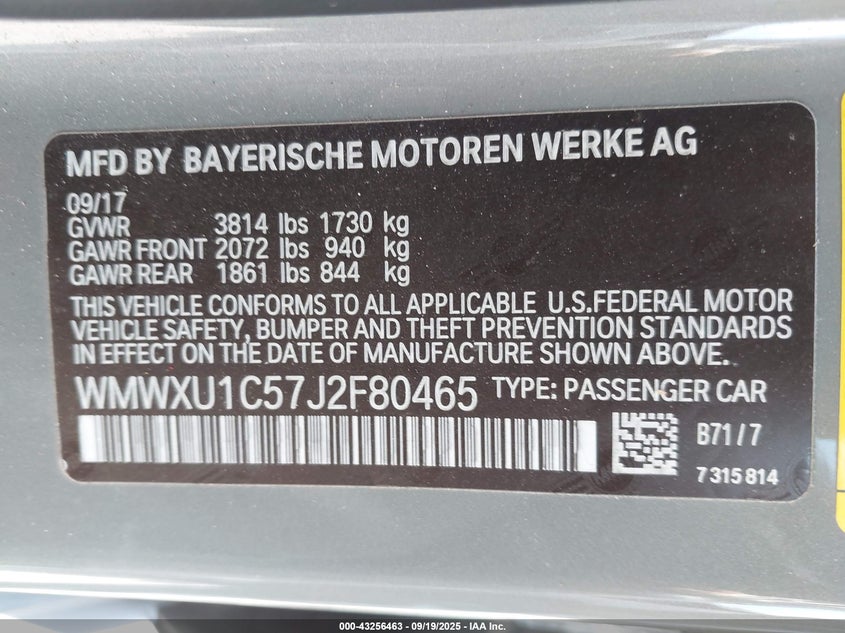 MFD BY BAYERISCHE MOTOREN WERKE AG
09/17
GVWR 3814 lbs 1730 kg
GAWR FRONT 2072 lbs 940 kg
GAWR REAR 1861 lbs 844 kg
THIS VEHICLE CONFORMS TO ALL APPLICABLE U.S.FEDERAL MOTOR
VEHICLE SAFETY, BUMPER AND THEFT PREVENTION STANDARDS
IN EFFECT ON THE DATE OF MANUFACTURE SHOWN ABOVE.
WMWXU1C57J2F80465 TYPE: PASSENGER CAR
B71/7
7315814
000-43256463 - 09/19/2025 - IAA Inc.